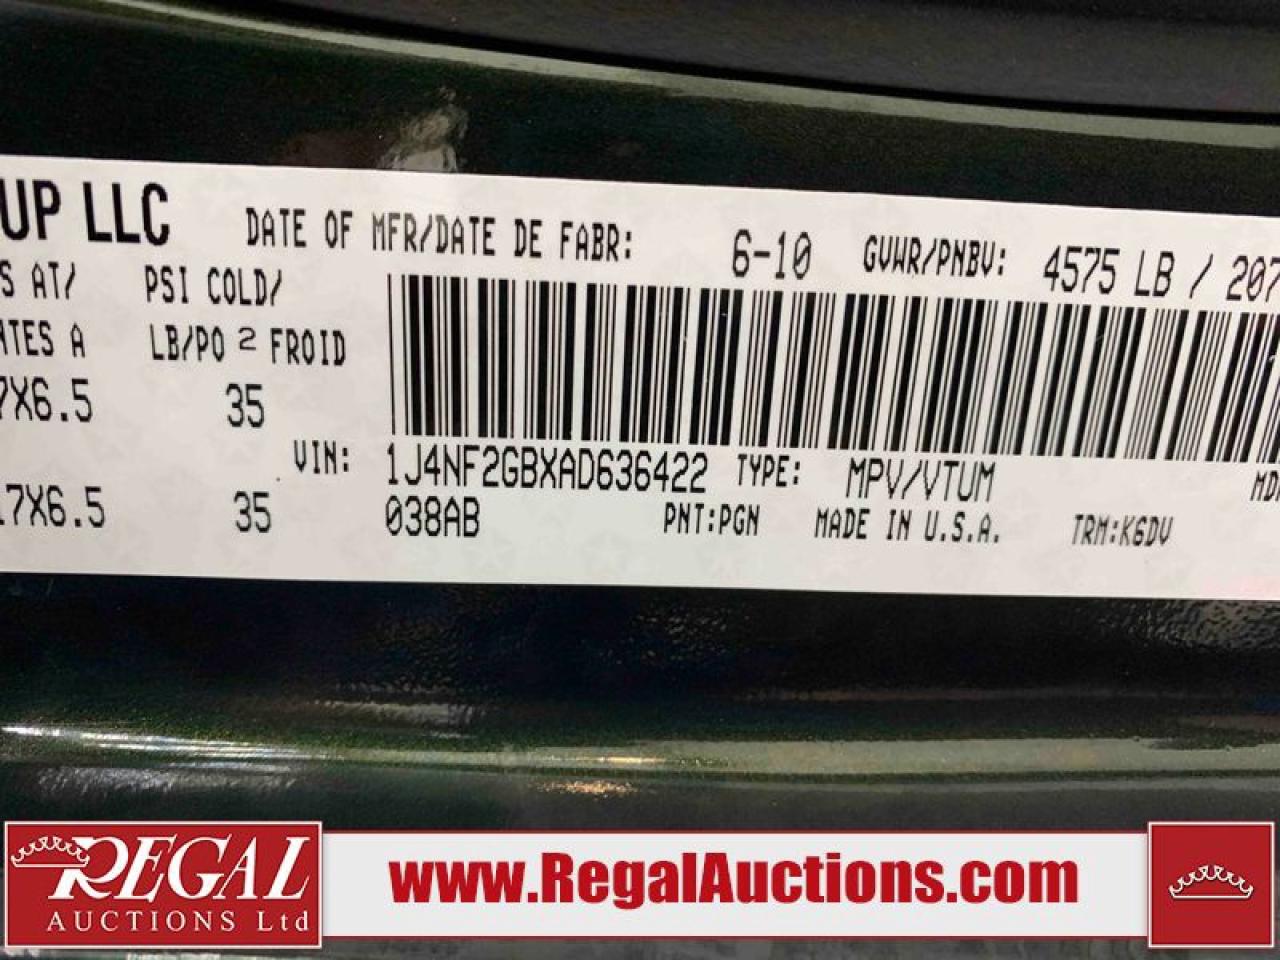 UP LLC DATE OF MFR/DATE DE FABR: 6-10 GVWR/PNBV: 4575 LB / 207
S AT/ PSI COLD/
ATES A LB/PO 2 FROID
7X6.5 35
VIN: 1J4NF2GBXAD636422 TYPE: MPV/VTUM
17X6.5 35 038AB PNT:PGN MADE IN U.S.A. TRM:K6DV
REGAL
AUCTIONS Ltd
www.RegalAuctions.com